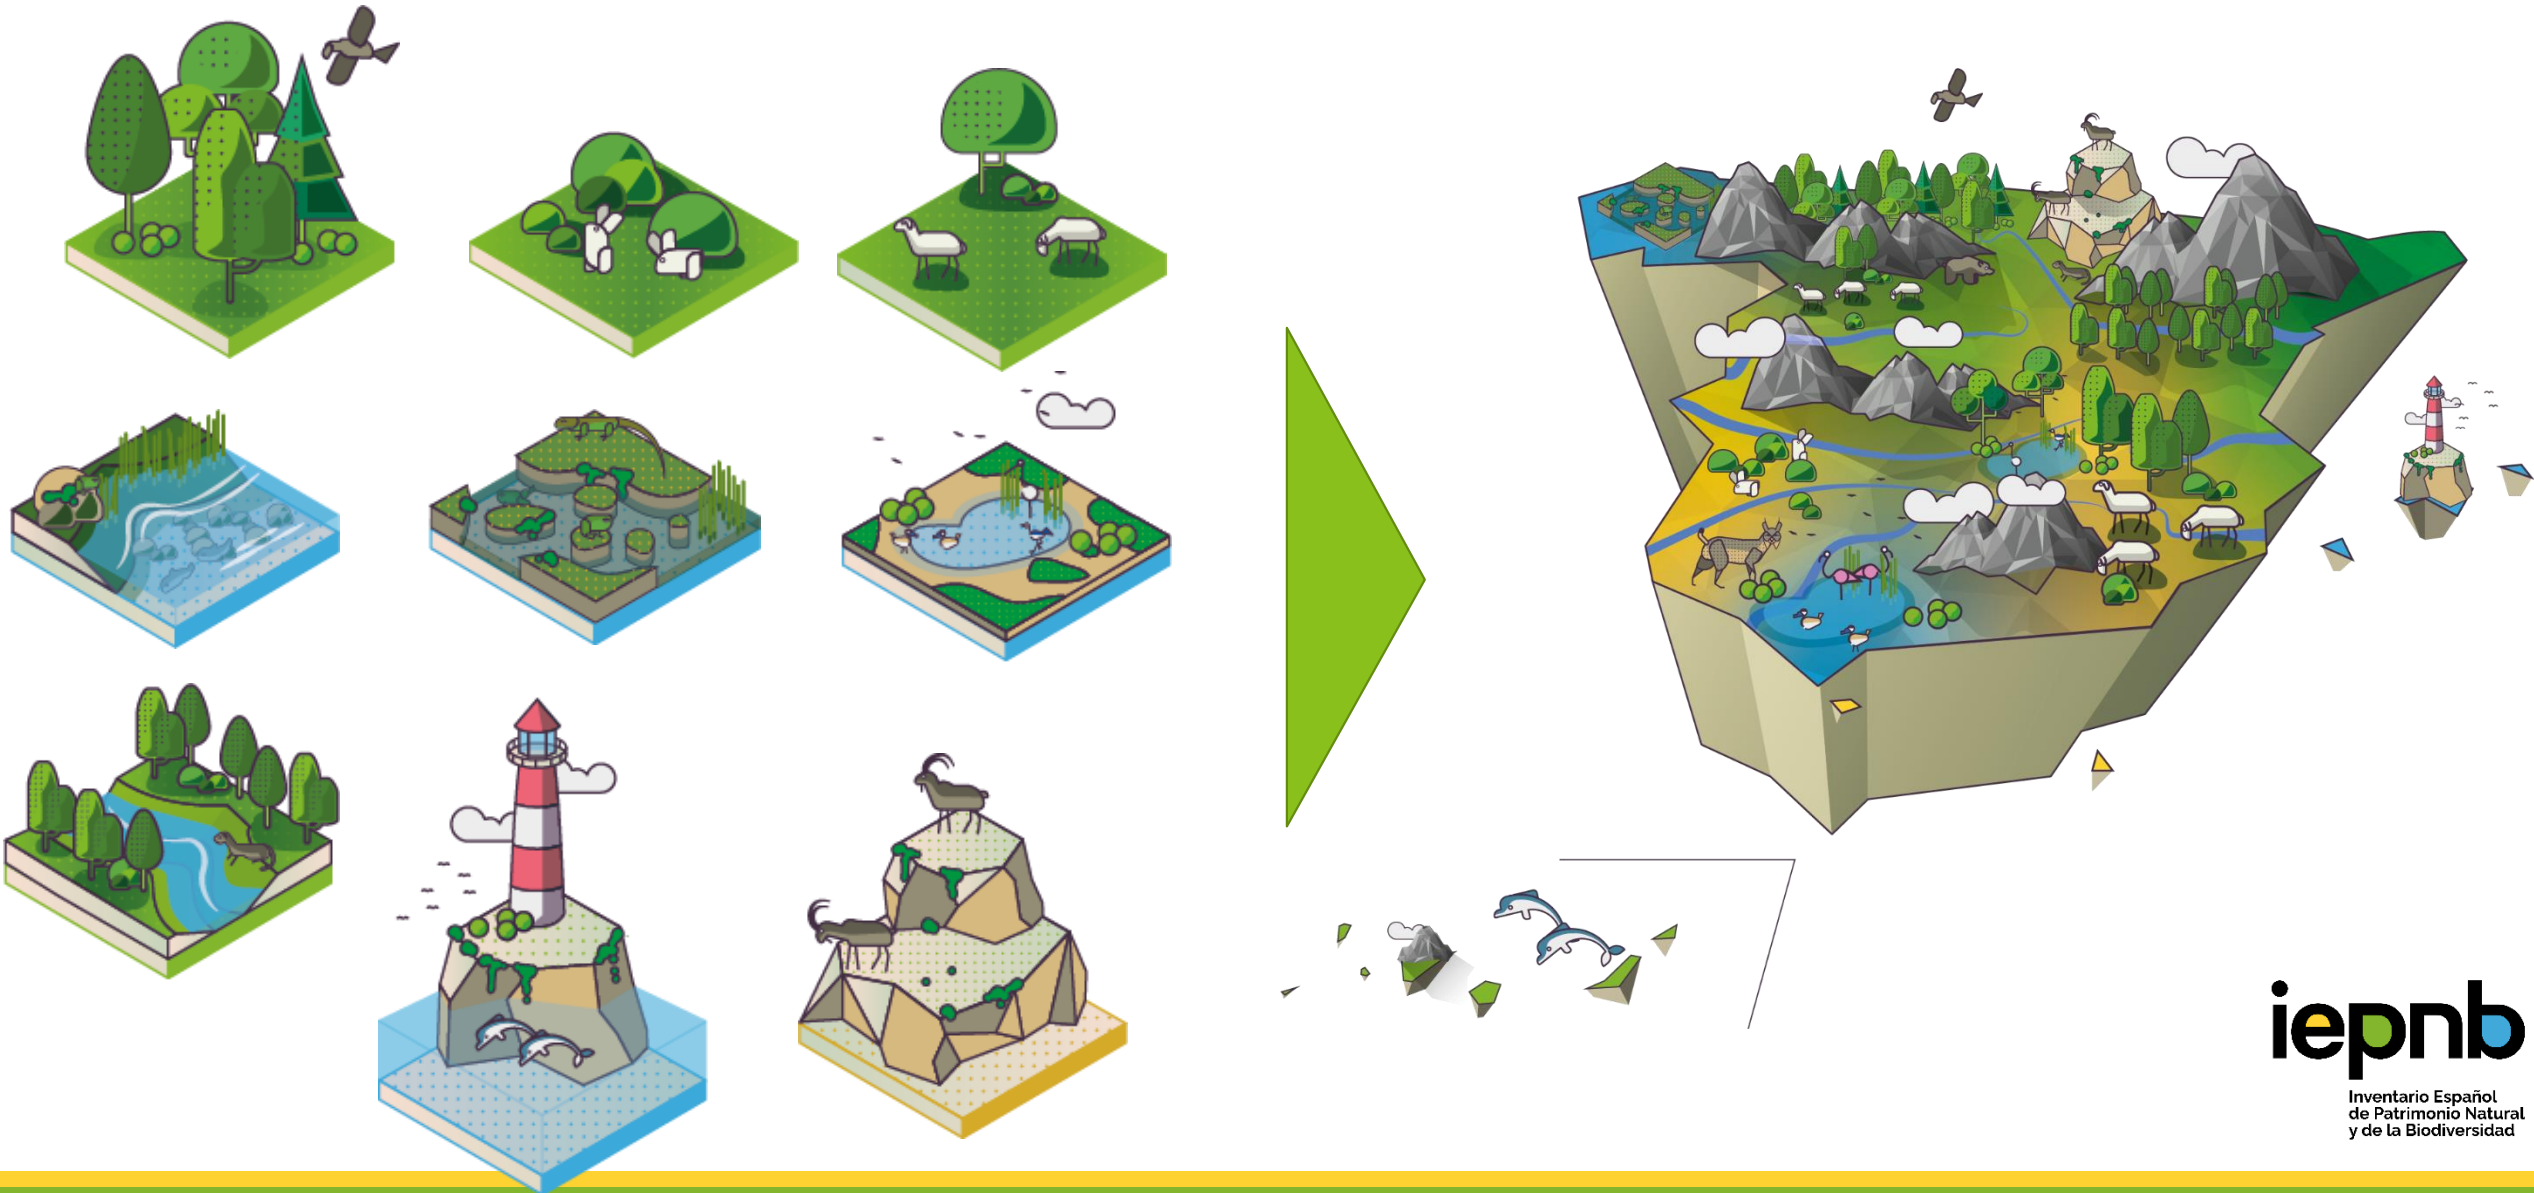 iepnb
Inventario Español
de Patrimonio Natural
y de la Biodiversidad